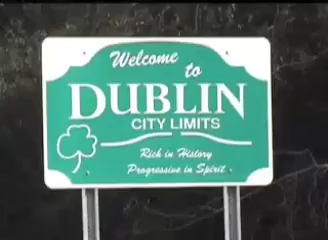 Welcome
to
DUBLIN
CITY LIMITS
Rich in History
Progressive in Spirit